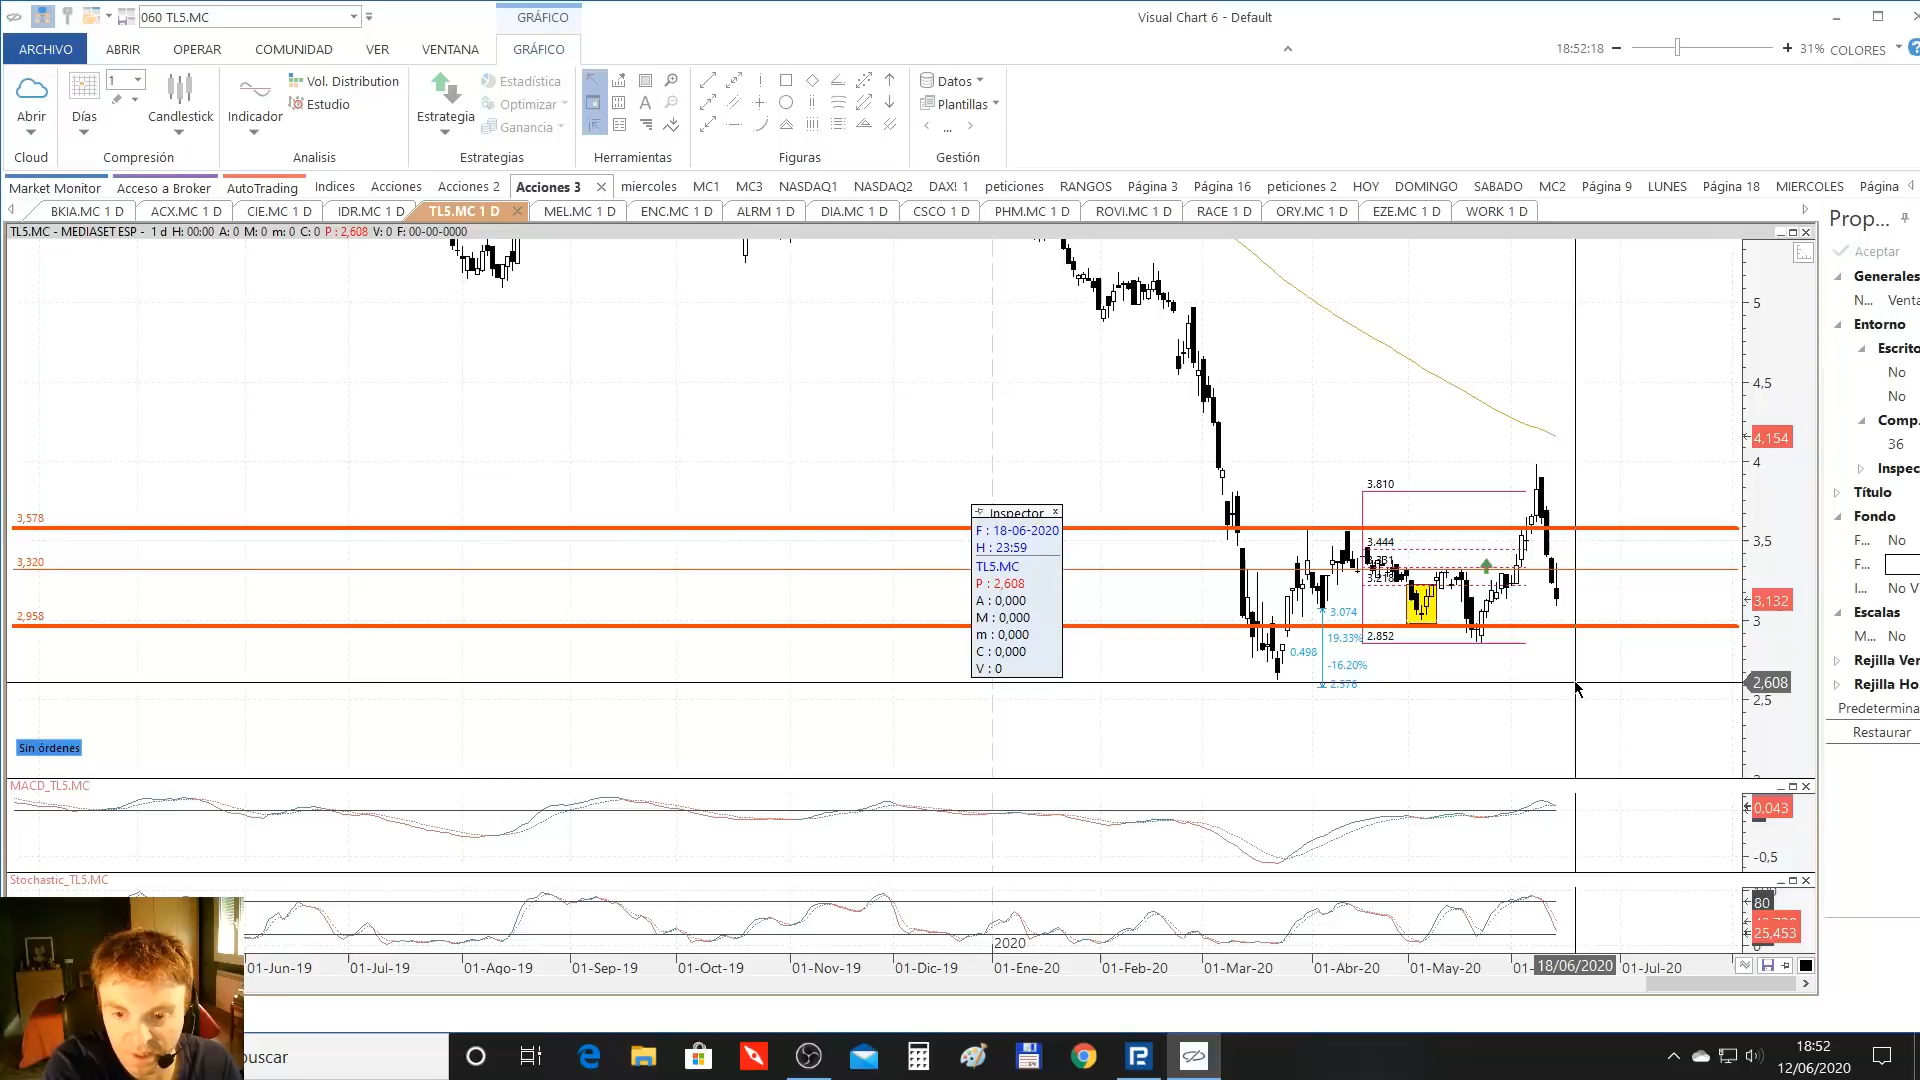 060 TL5.MC
GRÁFICO
Visual Chart 6 - Default
ARCHIVO
ABRIR
OPERAR
COMUNIDAD
VER
VENTANA
GRÁFICO
18:52:18
31%
COLORES
1
Vol. Distribution
Estudio
Estadística
Optimizar
Ganancia
Datos
Plantillas
...
Abrir
Días
Candlestick
Indicador
Estrategia
Cloud
Compresión
Analisis
Estrategias
Herramientas
Figuras
Gestión
Market Monitor
Acceso a Broker
AutoTrading
Indices
Acciones
Acciones 2
Acciones 3
miercoles
MC1
MC3
NASDAQ1
NASDAQ2
DAX! 1
peticiones
RANGOS
Página 3
Página 16
peticiones 2
HOY
DOMINGO
SABADO
MC2
Página 9
LUNES
Página 18
MIERCOLES
Página
BKIA.MC 1 D
ACX.MC 1 D
CIE.MC 1 D
IDR.MC 1 D
TL5.MC 1 D
MEL.MC 1 D
ENC.MC 1 D
ALRM 1 D
DIA.MC 1 D
CSCO 1 D
PHM.MC 1 D
ROVI.MC 1 D
RACE 1 D
ORY.MC 1 D
EZE.MC 1 D
WORK 1 D
TL5.MC - MEDIASET ESP - 1 d H: 00:00 A: 0 M: 0 m: 0 C: 0 P : 2,608 V: 0 F: 00-00-0000
Prop...
Aceptar
Generales
N... Venta
Entorno
Escrito
No
No
Comp.
36
Inspec
Título
Fondo
F... No
F...
I... No V
Escalas
M... No
Rejilla Ver
Rejilla Ho
Predetermina
Restaurar
5
4,5
4,154
4
3,5
3,132
3
2,608
2,5
3,578
3,320
2,958
3.810
3.444
3.074
19.33%
2.852
0.498
-16.20%
2.576
Inspector
F : 18-06-2020
H : 23:59
TL5.MC
P : 2,608
A : 0,000
M : 0,000
m : 0,000
C : 0,000
V : 0
Sin órdenes
MACD_TL5.MC
0,043
-0,5
Stochastic_TL5.MC
80
25,453
2020
01-Jun-19
01-Jul-19
01-Ago-19
01-Sep-19
01-Oct-19
01-Nov-19
01-Dic-19
01-Ene-20
01-Feb-20
01-Mar-20
01-Abr-20
01-May-20
18/06/2020
01-Jul-20
buscar
18:52
12/06/2020